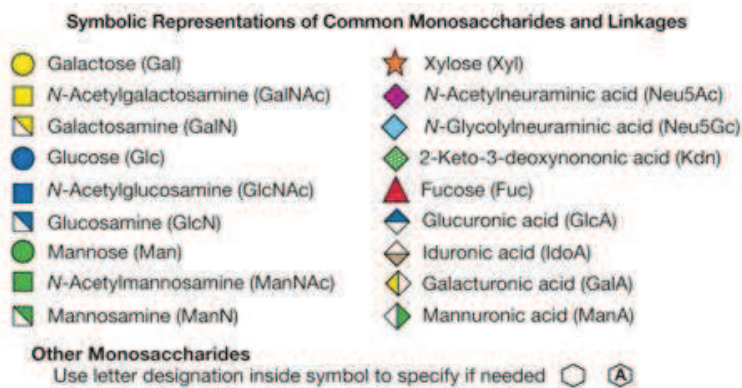 Symbolic Representations of Common Monosaccharides and Linkages
Galactose (Gal)
N-Acetylgalactosamine (GalNAc)
Galactosamine (GalN)
Glucose (Glc)
N-Acetylglucosamine (GlcNAc)
Glucosamine (GlcN)
Mannose (Man)
N-Acetylmannosamine (ManNAc)
Mannosamine (ManN)
Xylose (Xyl)
N-Acetylneuraminic acid (Neu5Ac)
N-Glycolylneuraminic acid (Neu5Gc)
2-Keto-3-deoxynononic acid (Kdn)
Fucose (Fuc)
Glucuronic acid (GlcA)
Iduronic acid (IdoA)
Galacturonic acid (GalA)
Mannuronic acid (ManA)
Other Monosaccharides
Use letter designation inside symbol to specify if needed A